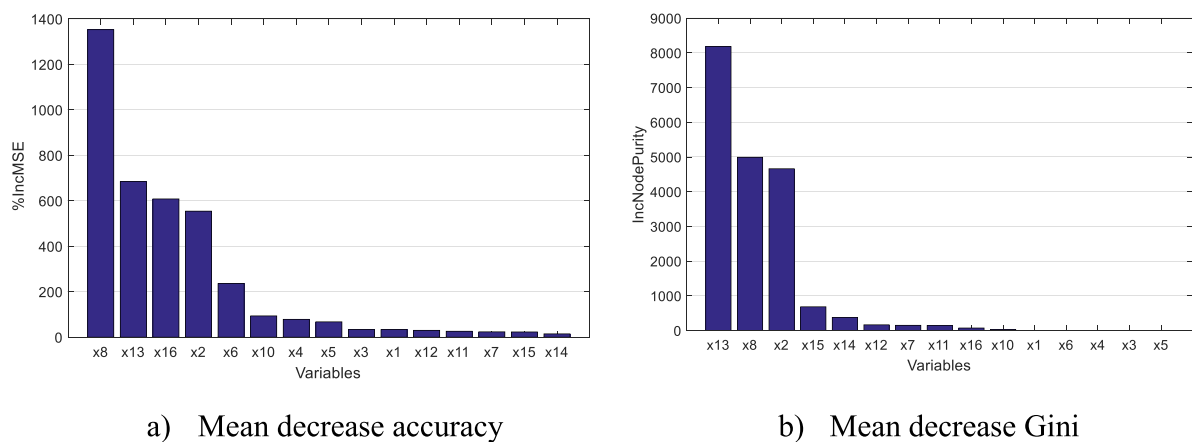 1400
1200
1000
800
600
400
200
0
%IncMSE
x8 x13 x16 x2 x6 x10 x4 x5 x3 x1 x12 x11 x7 x15 x14
Variables
a) Mean decrease accuracy
9000
8000
7000
6000
5000
4000
3000
2000
1000
0
IncNodePurity
x13 x8 x2 x15 x14 x12 x7 x11 x16 x10 x1 x6 x4 x3 x5
Variables
b) Mean decrease Gini